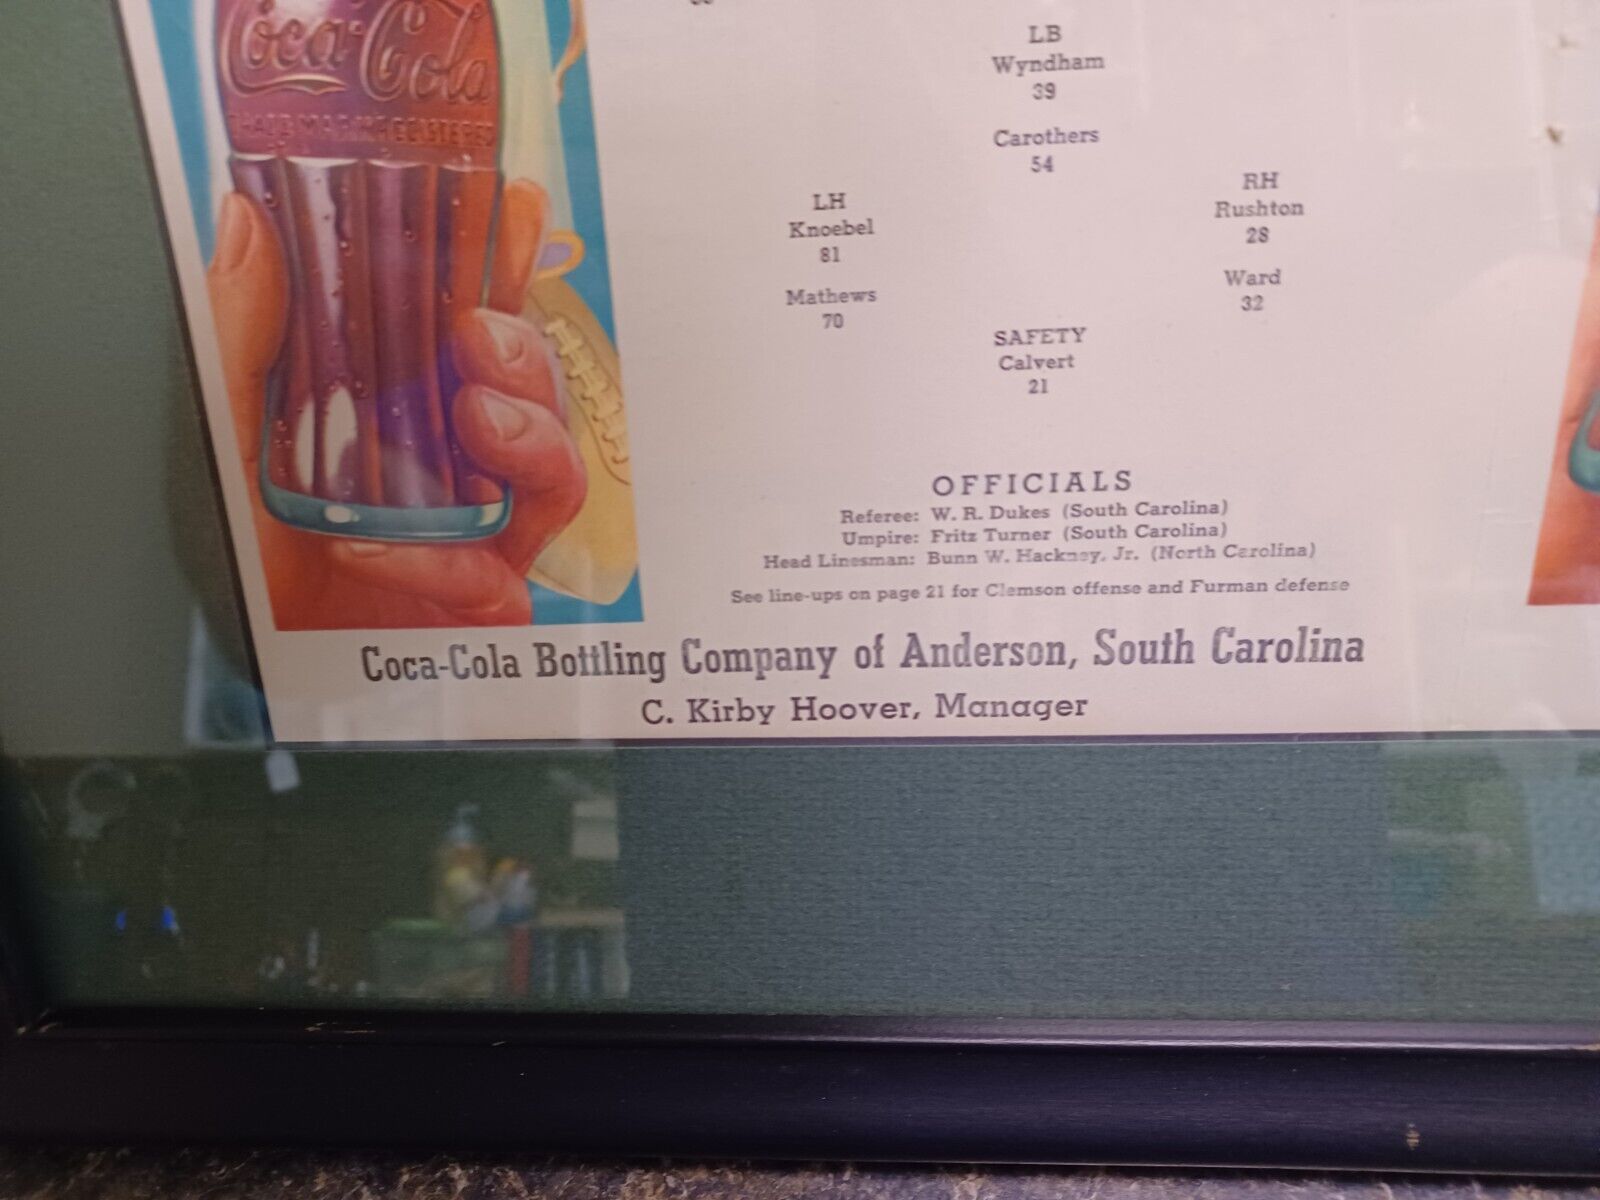 Coca-Cola
TRADE MARK REGISTERED
LB
Wyndham
39
Carothers
54
LH
Knoebel
81
Mathews
70
RH
Rushton
28
Ward
32
SAFETY
Calvert
21
OFFICIALS
Referee: W. R. Dukes (South Carolina)
Umpire: Fritz Turner (South Carolina)
Head Linesman: Bunn W. Hackney, Jr. (North Carolina)
See line-ups on page 21 for Clemson offense and Furman defense
Coca-Cola Bottling Company of Anderson, South Carolina
C. Kirby Hoover, Manager